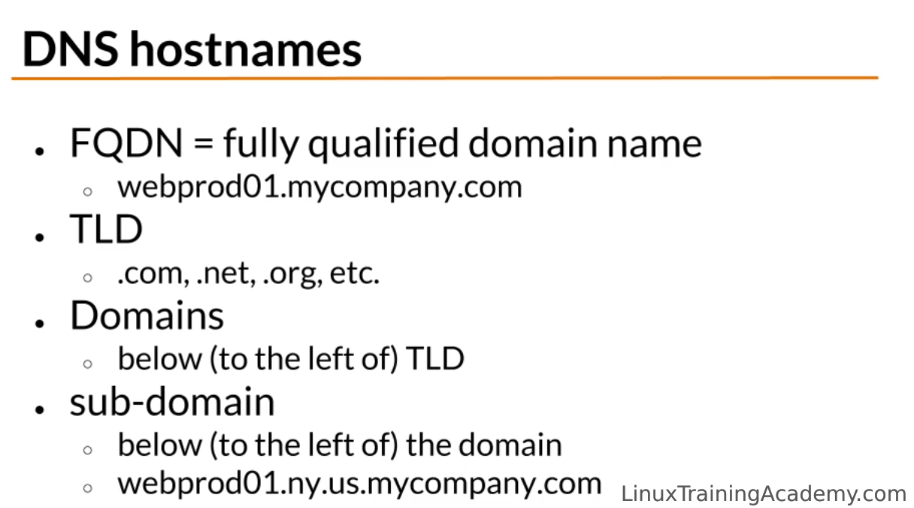 DNS hostnames
• FQDN = fully qualified domain name
○ webprod01.mycompany.com
• TLD
○ .com, .net, .org, etc.
• Domains
○ below (to the left of) TLD
• sub-domain
○ below (to the left of) the domain
○ webprod01.ny.us.mycompany.com
LinuxTrainingAcademy.com